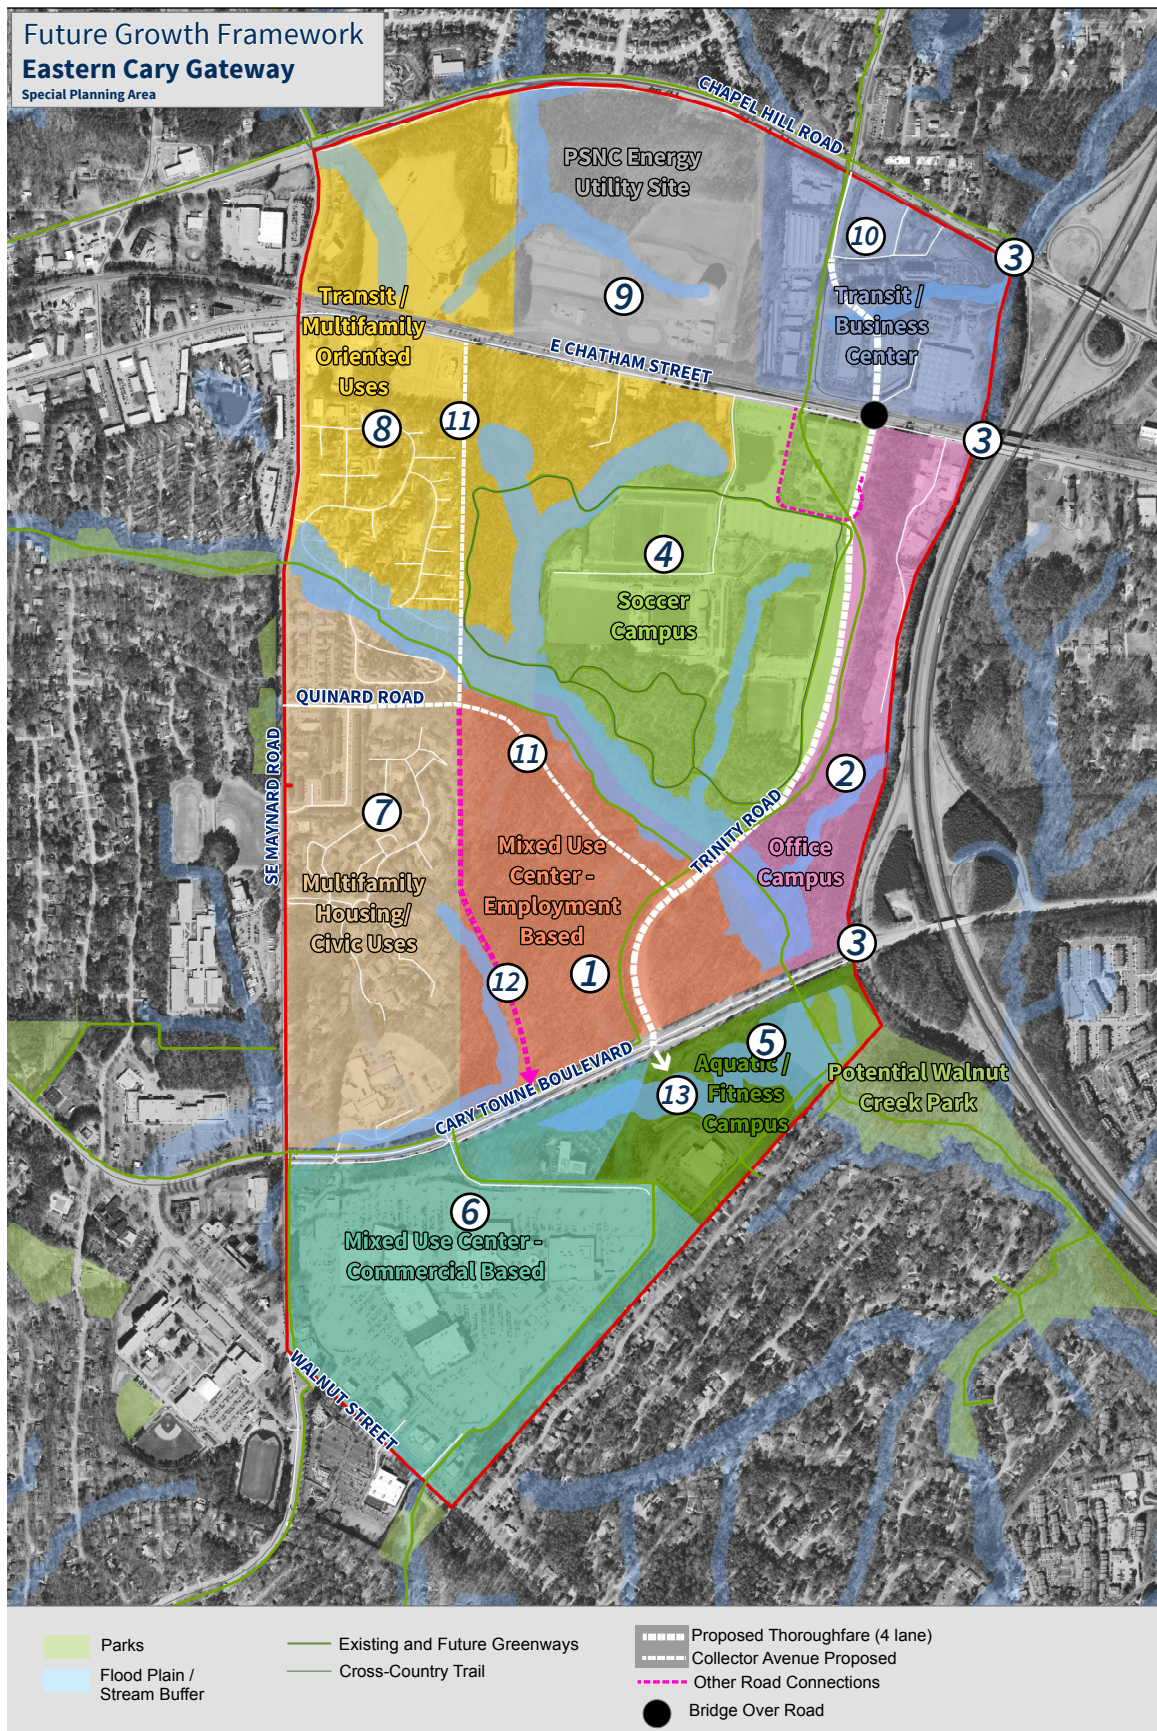 Future Growth Framework
Eastern Cary Gateway
Special Planning Area
CHAPEL HILL ROAD
PSNC Energy
Utility Site
10
3
9
Transit /
Multifamily
Oriented
Uses
Transit /
Business
Center
E CHATHAM STREET
8
11
3
4
Soccer
Campus
QUINARD ROAD
SE MAYNARD ROAD
11
2
7
TRINITY ROAD
Mixed Use
Center -
Employment
Based
Office
Campus
Multifamily
Housing/
Civic Uses
3
12
1
5
CARY TOWNE BOULEVARD
Aquatic /
Fitness
Campus
13
Potential Walnut
Creek Park
6
Mixed Use Center -
Commercial Based
WALNUT STREET
Parks
Flood Plain /
Stream Buffer
Existing and Future Greenways
Cross-Country Trail
Proposed Thoroughfare (4 lane)
Collector Avenue Proposed
Other Road Connections
Bridge Over Road